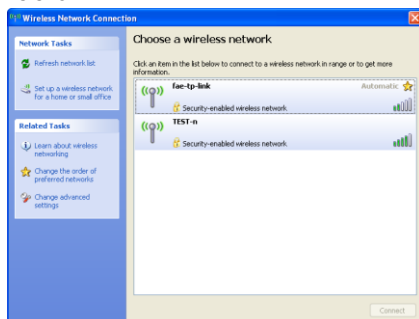 Wireless Network Connection
Network Tasks
Refresh network list
Set up a wireless network
for a home or small office
Related Tasks
Learn about wireless
networking
Change the order of
preferred networks
Change advanced
settings
Choose a wireless network
Click an item in the list below to connect to a wireless network in range or to get more
information.
fae-tp-link
Automatic
Security-enabled wireless network
TEST-n
Security-enabled wireless network
Connect